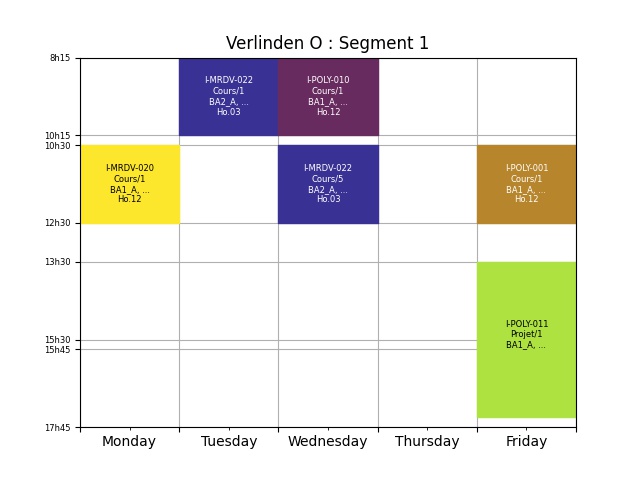 Verlinden O : Segment 1
8h15
I-MRDV-022
Cours/1
BA2_A, ...
Ho.03
I-POLY-010
Cours/1
BA1_A, ...
Ho.12
10h15
10h30
I-MRDV-020
Cours/1
BA1_A, ...
Ho.12
I-MRDV-022
Cours/5
BA2_A, ...
Ho.03
I-POLY-001
Cours/1
BA1_A, ...
Ho.12
12h30
13h30
I-POLY-011
Projet/1
BA1_A, ...
15h30
15h45
17h45
Monday Tuesday Wednesday Thursday Friday